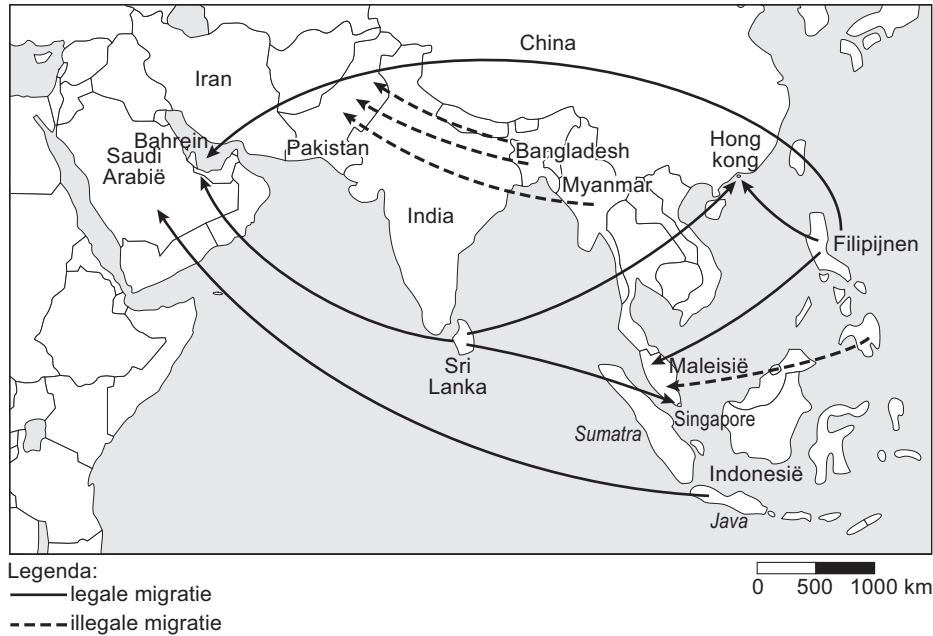 China
Iran
Hong
kong
Bahrein
Saudi
Arabië
Pakistan
Bangladesh
Myanmar
India
Filipijnen
Sri
Lanka
Maleisië
Singapore
Sumatra
Indonesië
Java
Legenda:
legale migratie
illegale migratie
0 500 1000 km